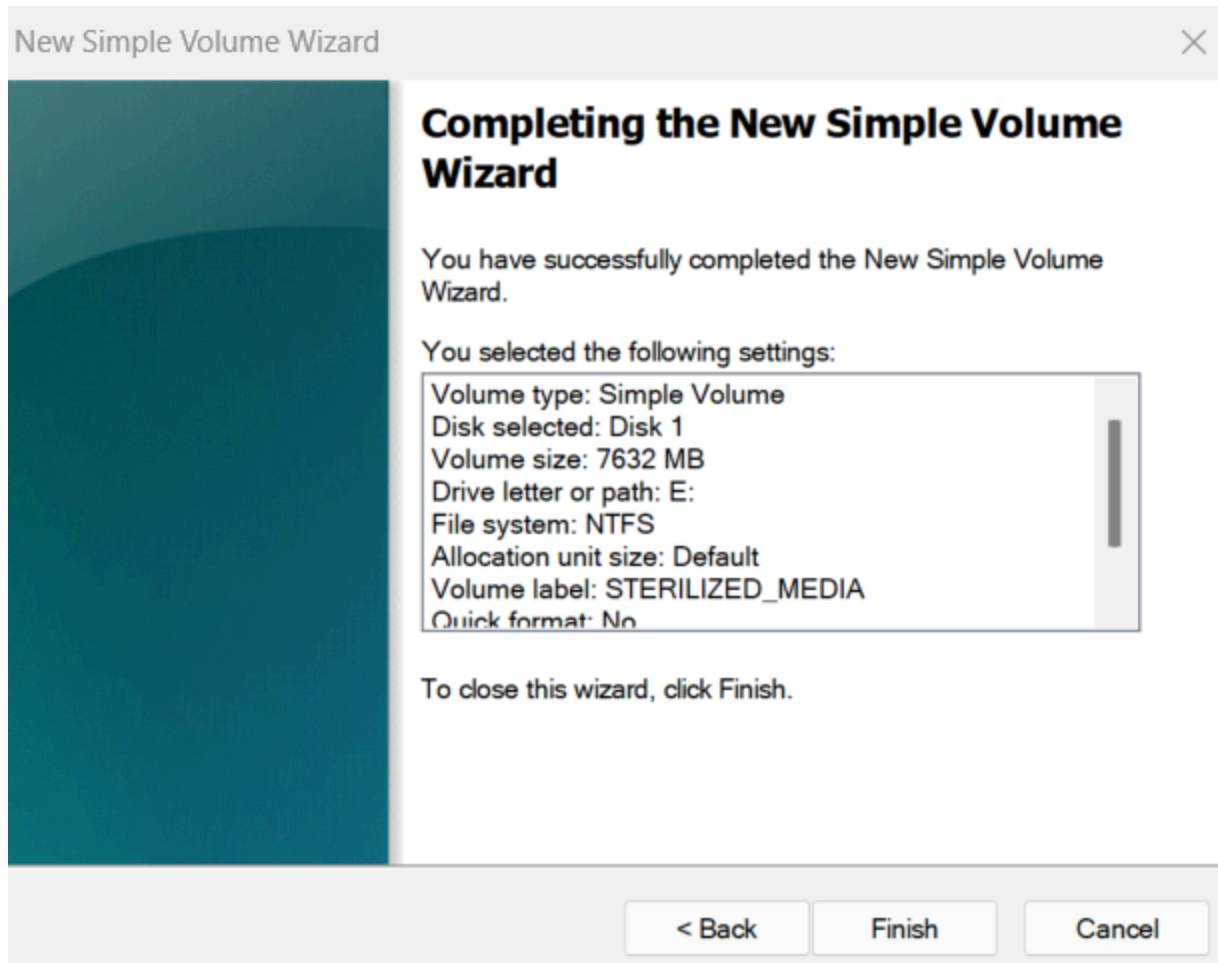 New Simple Volume Wizard
Completing the New Simple Volume
Wizard
You have successfully completed the New Simple Volume
Wizard.
You selected the following settings:
Volume type: Simple Volume
Disk selected: Disk 1
Volume size: 7632 MB
Drive letter or path: E:
File system: NTFS
Allocation unit size: Default
Volume label: STERILIZED_MEDIA
Quick format: No
To close this wizard, click Finish.
< Back
Finish
Cancel